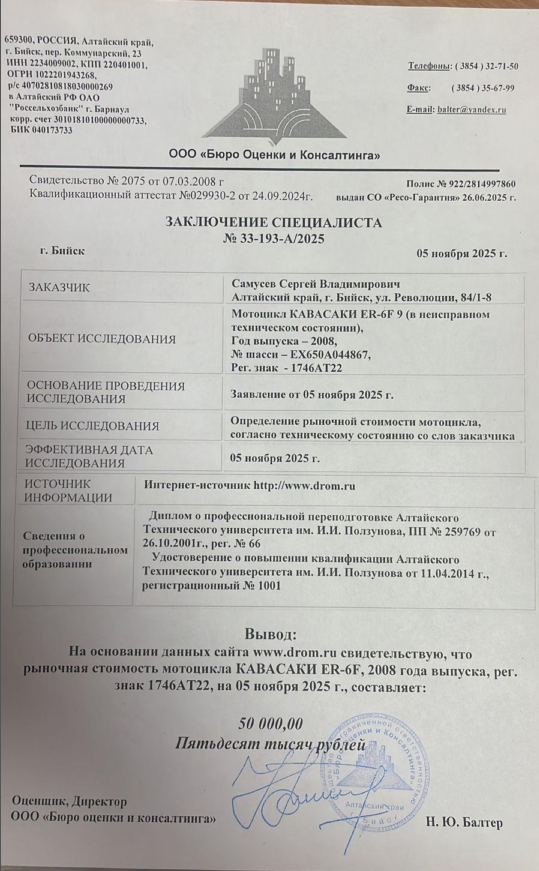 659300, РОССИЯ, Алтайский край,
г. Бийск, пер. Коммунарский, 23
ИНН 2234009002, КПП 220401001,
ОГРН 1022201943268,
р/с 40702810818030000269
в Алтайский РФ ОАО
"Россельхозбанк" г. Барнаул
корр. счет 30101810100000000733,
БИК 040173733
Телефоны: ( 3854 ) 32-71-50
Факс: ( 3854 ) 35-67-99
E-mail: balter@yandex.ru
ООО «Бюро Оценки и Консалтинга»
Свидетельство № 2075 от 07.03.2008 г
Квалификационный аттестат №029930-2 от 24.09.2024г.
Полис № 922/2814997860
выдан СО «Ресо-Гарантия» 26.06.2025 г.
ЗАКЛЮЧЕНИЕ СПЕЦИАЛИСТА
№ 33-193-А/2025
г. Бийск
05 ноября 2025 г.
ЗАКАЗЧИК
Самусев Сергей Владимирович
Алтайский край, г. Бийск, ул. Революции, 84/1-8
ОБЪЕКТ ИССЛЕДОВАНИЯ
Мотоцикл КАВАСАКИ ER-6F 9 (в неисправном
техническом состоянии),
Год выпуска – 2008,
№ шасси – EX650A044867,
Рег. знак - 1746АТ22
ОСНОВАНИЕ ПРОВЕДЕНИЯ
ИССЛЕДОВАНИЯ
Заявление от 05 ноября 2025 г.
ЦЕЛЬ ИССЛЕДОВАНИЯ
Определение рыночной стоимости мотоцикла,
согласно техническому состоянию со слов заказчика
ЭФФЕКТИВНАЯ ДАТА
ИССЛЕДОВАНИЯ
05 ноября 2025 г.
ИСТОЧНИК
ИНФОРМАЦИИ
Интернет-источник http://www.drom.ru
Сведения о
профессиональном
образовании
Диплом о профессиональной переподготовке Алтайского
Технического университета им. И.И. Ползунова, ПП № 259769 от
26.10.2001г., рег. № 66
Удостоверение о повышении квалификации Алтайского
Технического университета им. И.И. Ползунова от 11.04.2014 г.,
регистрационный № 1001
Вывод:
На основании данных сайта www.drom.ru свидетельствую, что
рыночная стоимость мотоцикла КАВАСАКИ ER-6F, 2008 года выпуска, рег.
знак 1746АТ22, на 05 ноября 2025 г., составляет:
50 000,00
Пятьдесят тысяч рублей
Оценщик, Директор
ООО «Бюро оценки и консалтинга»
Н. Ю. Балтер
ограниченной ответственностью
«Бюро Оценки и Консалтинга»
Алтайский край
г. Бийск